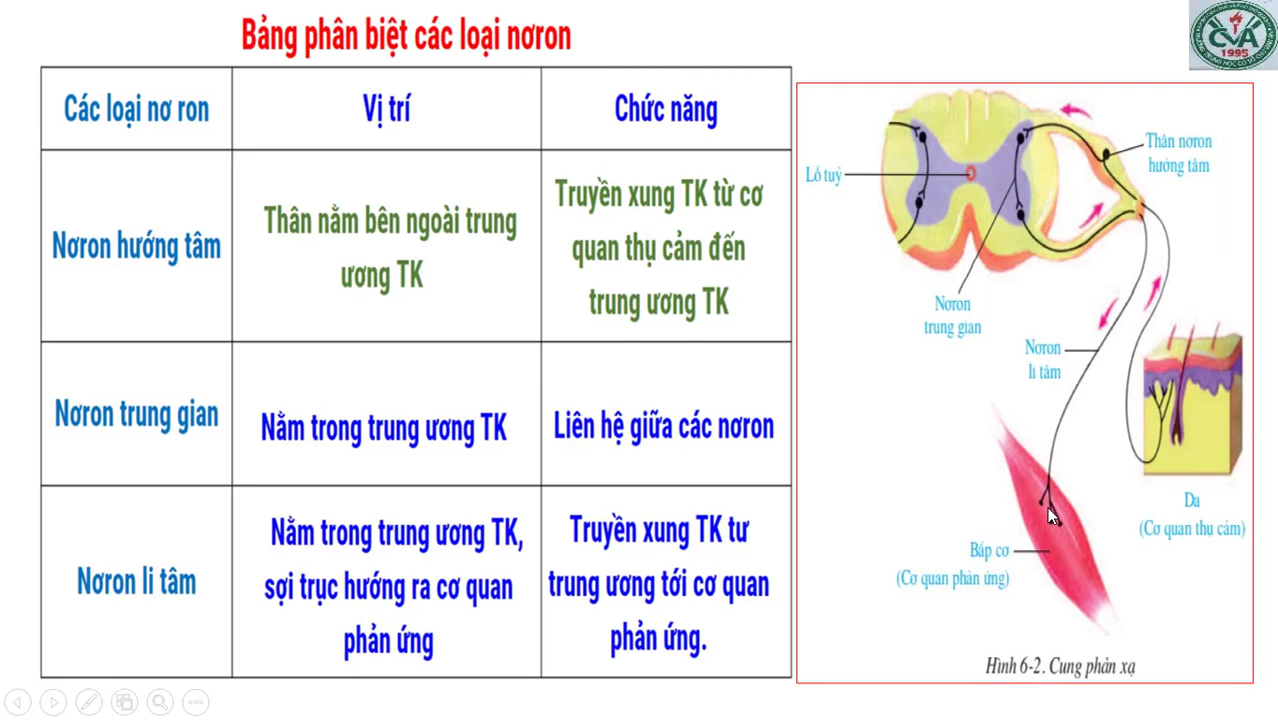 Bảng phân biệt các loại nơron
CVA
1995
Các loại nơ ron
Vị trí
Chức năng
Nơron hướng tâm
Thân nằm bên ngoài trung
ương TK
Truyền xung TK từ cơ
quan thụ cảm đến
trung ương TK
Nơron trung gian
Nằm trong trung ương TK
Liên hệ giữa các nơron
Nơron li tâm
Nằm trong trung ương TK,
sợi trục hướng ra cơ quan
phản ứng
Truyền xung TK tư
trung ương tới cơ quan
phản ứng.
Thân nơron
hướng tâm
Lỗ tuỷ
Nơron
trung gian
Nơron
li tâm
Da
(Cơ quan thụ cảm)
Bắp cơ
(Cơ quan phản ứng)
Hình 6-2. Cung phản xạ